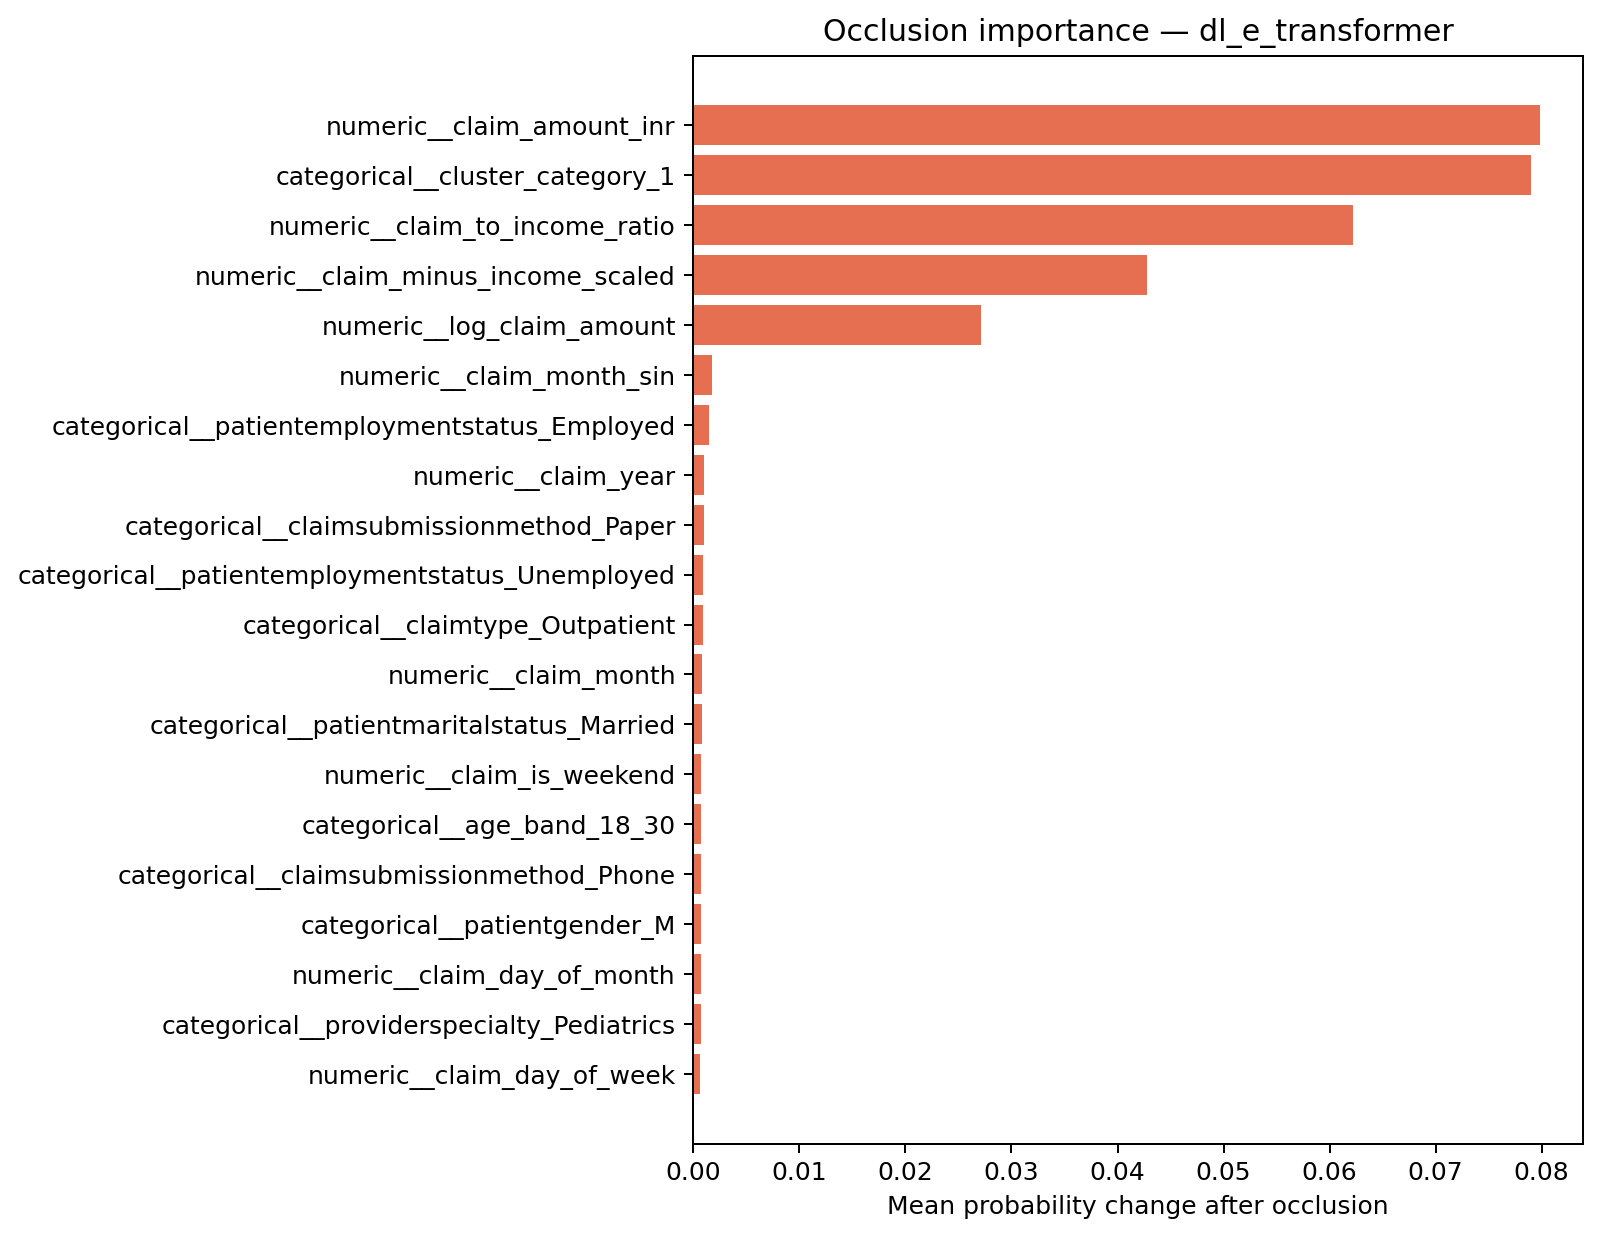 Occlusion importance — dl_e_transformer
numeric__claim_amount_inr
categorical__cluster_category_1
numeric__claim_to_income_ratio
numeric__claim_minus_income_scaled
numeric__log_claim_amount
numeric__claim_month_sin
categorical__patientemploymentstatus_Employed
numeric__claim_year
categorical__claimsubmissionmethod_Paper
categorical__patientemploymentstatus_Unemployed
categorical__claimtype_Outpatient
numeric__claim_month
categorical__patientmaritalstatus_Married
numeric__claim_is_weekend
categorical__age_band_18_30
categorical__claimsubmissionmethod_Phone
categorical__patientgender_M
numeric__claim_day_of_month
categorical__providerspecialty_Pediatrics
numeric__claim_day_of_week
0.00 0.01 0.02 0.03 0.04 0.05 0.06 0.07 0.08
Mean probability change after occlusion